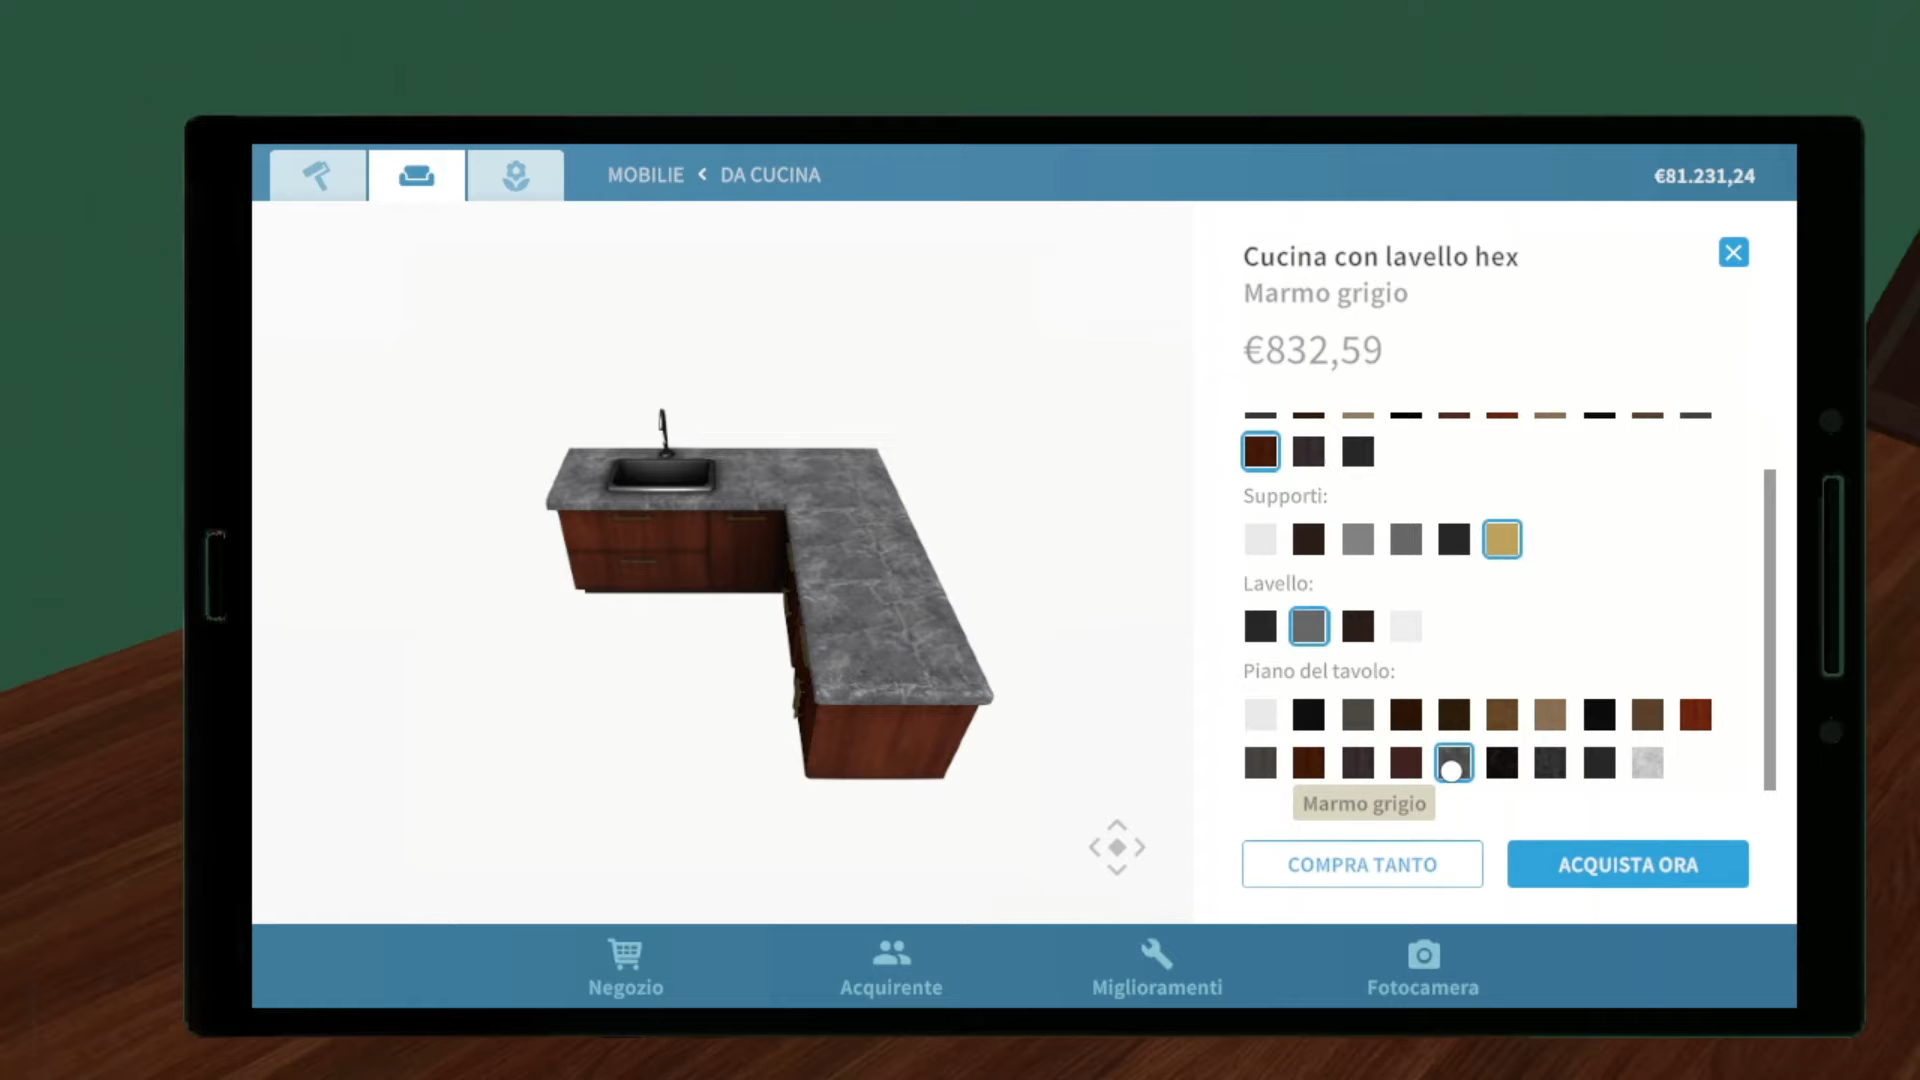 MOBILIE < DA CUCINA
€81.231,24
Cucina con lavello hex
Marmo grigio
€832,59
Supporti:
Lavello:
Piano del tavolo:
Marmo grigio
COMPRA TANTO
ACQUISTA ORA
Negozio
Acquirente
Miglioramenti
Fotocamera